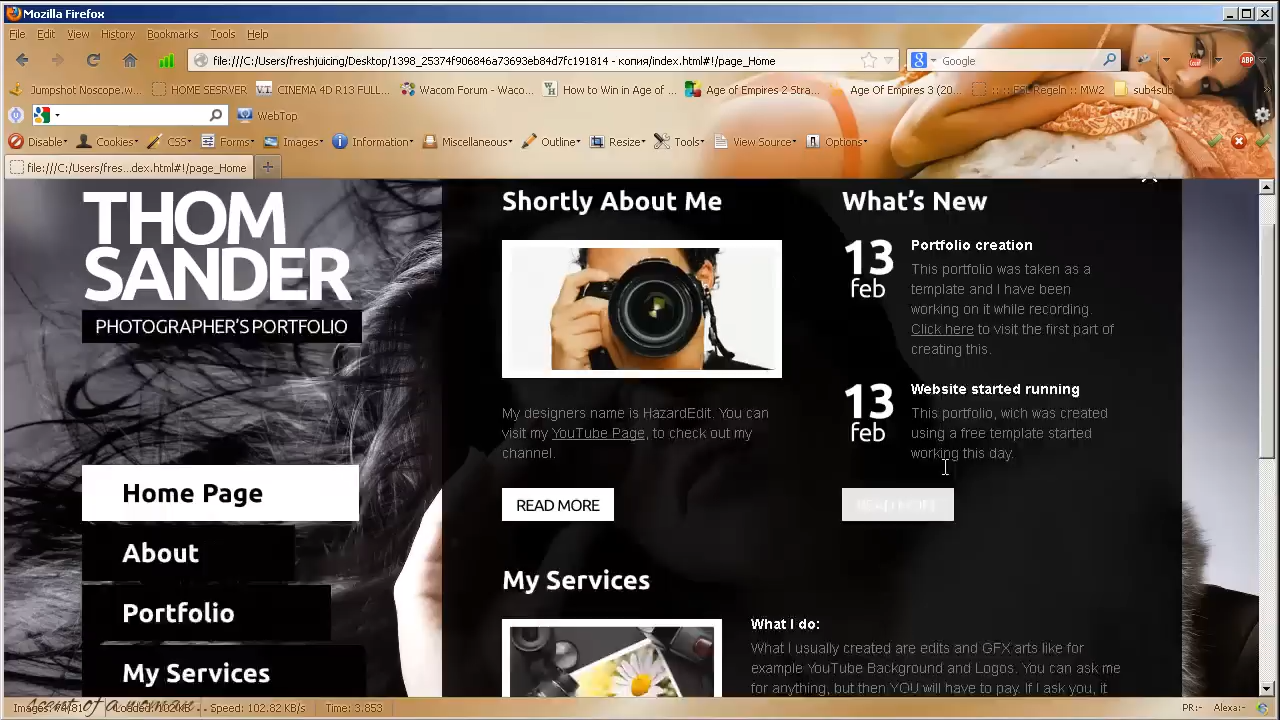 Mozilla Firefox
File Edit View History Bookmarks Tools Help
Google
Jumpshot Noscope.w... HOME SESRVER CINEMA 4D R13 FULL... Wacom Forum - Waco... How to Win in Age of ... Age of Empires 2 Stra... Age Of Empires 3 (20... :: :: ESL Regeln :: MW2 sub4sub
WebTop
Disable Cookies CSS Forms Images Information Miscellaneous Outline Resize Tools View Source Options
file:///C:/Users/fres...dex.html#!/page_Home
THOM
SANDER
PHOTOGRAPHER'S PORTFOLIO
Home Page
About
Portfolio
My Services
Shortly About Me
My designers name is HazardEdit. You can
visit my YouTube Page, to check out my
channel.
READ MORE
What's New
13
feb
Portfolio creation
This portfolio was taken as a
template and I have been
working on it while recording
Click here to visit the first part of
creating this.
13
feb
Website started running
This portfolio, wich was created
using a free template started
working this day.
My Services
What I do:
What I usually created are edits and GFX arts like for
example YouTube Background and Logos. You can ask me
for anything, but then YOU will have to pay. If I ask you, it
Speed: 102.82 KB/s Time: 3.853
PR:- Alexa:-